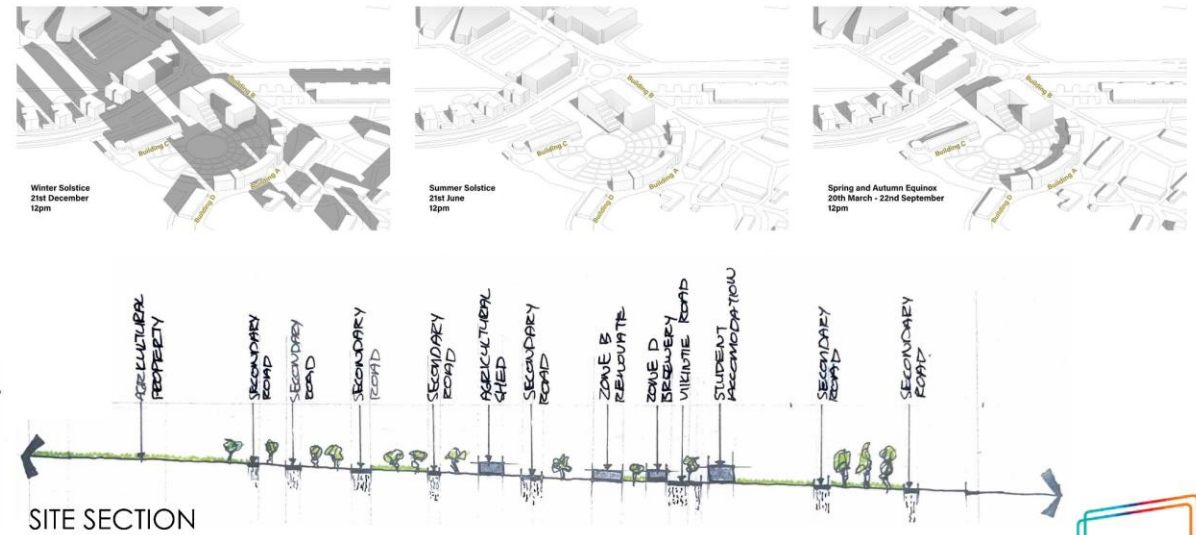 Building B
Building C
Building A
Building D
Winter Solstice
21st December
12pm
Building B
Building C
Building A
Building D
Summer Solstice
21st June
12pm
Building B
Building C
Building A
Building D
Spring and Autumn Equinox
20th March - 22nd September
12pm
AGRICULTURAL
PROPERTY
SECONDARY
ROAD
SECONDARY
ROAD
SECONDARY
ROAD
SECONDARY
ROAD
AGRICULTURAL
SHED
SECONDARY
ROAD
ZONE B
RENOVATE
ZONE D
BREWERY
VIKINTIE ROAD
STUDENT
ACCOMODATION
SECONDARY
ROAD
SECONDARY
ROAD
SITE SECTION